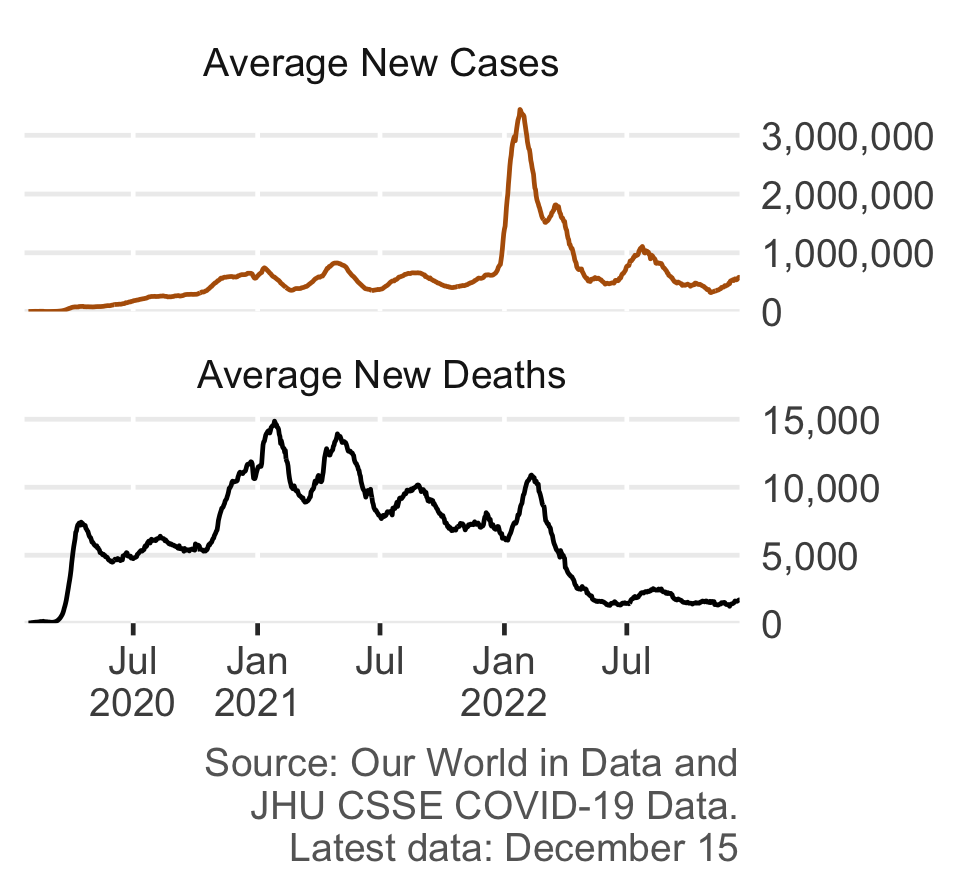 Average New Cases
3,000,000
2,000,000
1,000,000
0
Average New Deaths
15,000
10,000
5,000
0
Jul Jan Jul Jan Jul
2020 2021 2022
Source: Our World in Data and
JHU CSSE COVID-19 Data.
Latest data: December 15